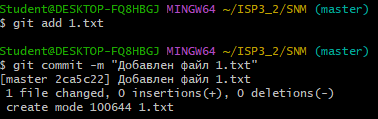 Student@DESKTOP-FQ8HBGJ MINGW64 ~/ISP3_2/SNM (master)
$ git add 1.txt
Student@DESKTOP-FQ8HBGJ MINGW64 ~/ISP3_2/SNM (master)
$ git commit -m "Добавлен файл 1.txt"
[master 2ca5c22] Добавлен файл 1.txt
1 file changed, 0 insertions(+), 0 deletions(-)
create mode 100644 1.txt